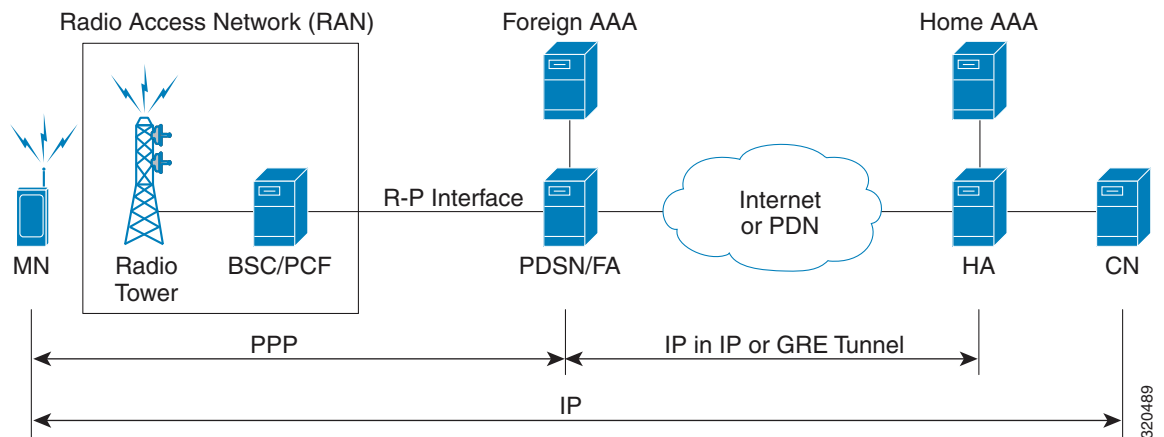 Radio Access Network (RAN)
Foreign AAA
Home AAA
R-P Interface
Internet
or PDN
MN
Radio
Tower
BSC/PCF
PDSN/FA
HA
CN
PPP
IP in IP or GRE Tunnel
IP
320489